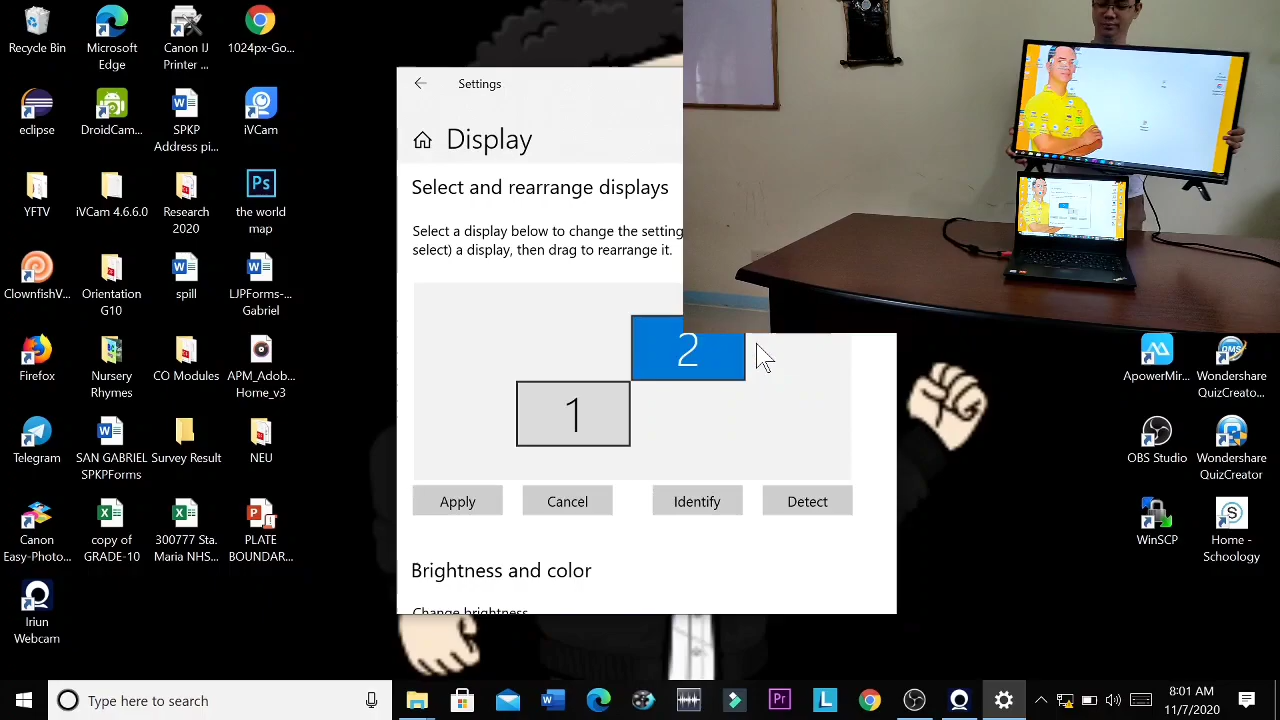 Recycle Bin
Microsoft
Edge
Canon IJ
Printer ...
1024px-Go...
eclipse
DroidCam...
SPKP
Address pi...
iVCam
YFTV
iVCam 4.6.6.0
Research
2020
the world
map
ClownfishV...
Orientation
G10
spill
LJPForms-
Gabriel
Firefox
Nursery
Rhymes
CO Modules
APM_Adob...
Home_v3
Telegram
SAN GABRIEL
SPKPForms
Survey Result
NEU
Canon
Easy-Photo...
copy of
GRADE-10
300777 Sta.
Maria NHS...
PLATE
BOUNDAR...
Iriun
Webcam
Settings
Display
Select and rearrange displays
Select a display below to change the setting
select) a display, then drag to rearrange it.
2
1
Apply
Cancel
Identify
Detect
Brightness and color
Change brightness
ApowerMir...
Wondershare
QuizCreato...
OBS Studio
Wondershare
QuizCreator
WinSCP
Home -
Schoology
Type here to search
8:01 AM
11/7/2020